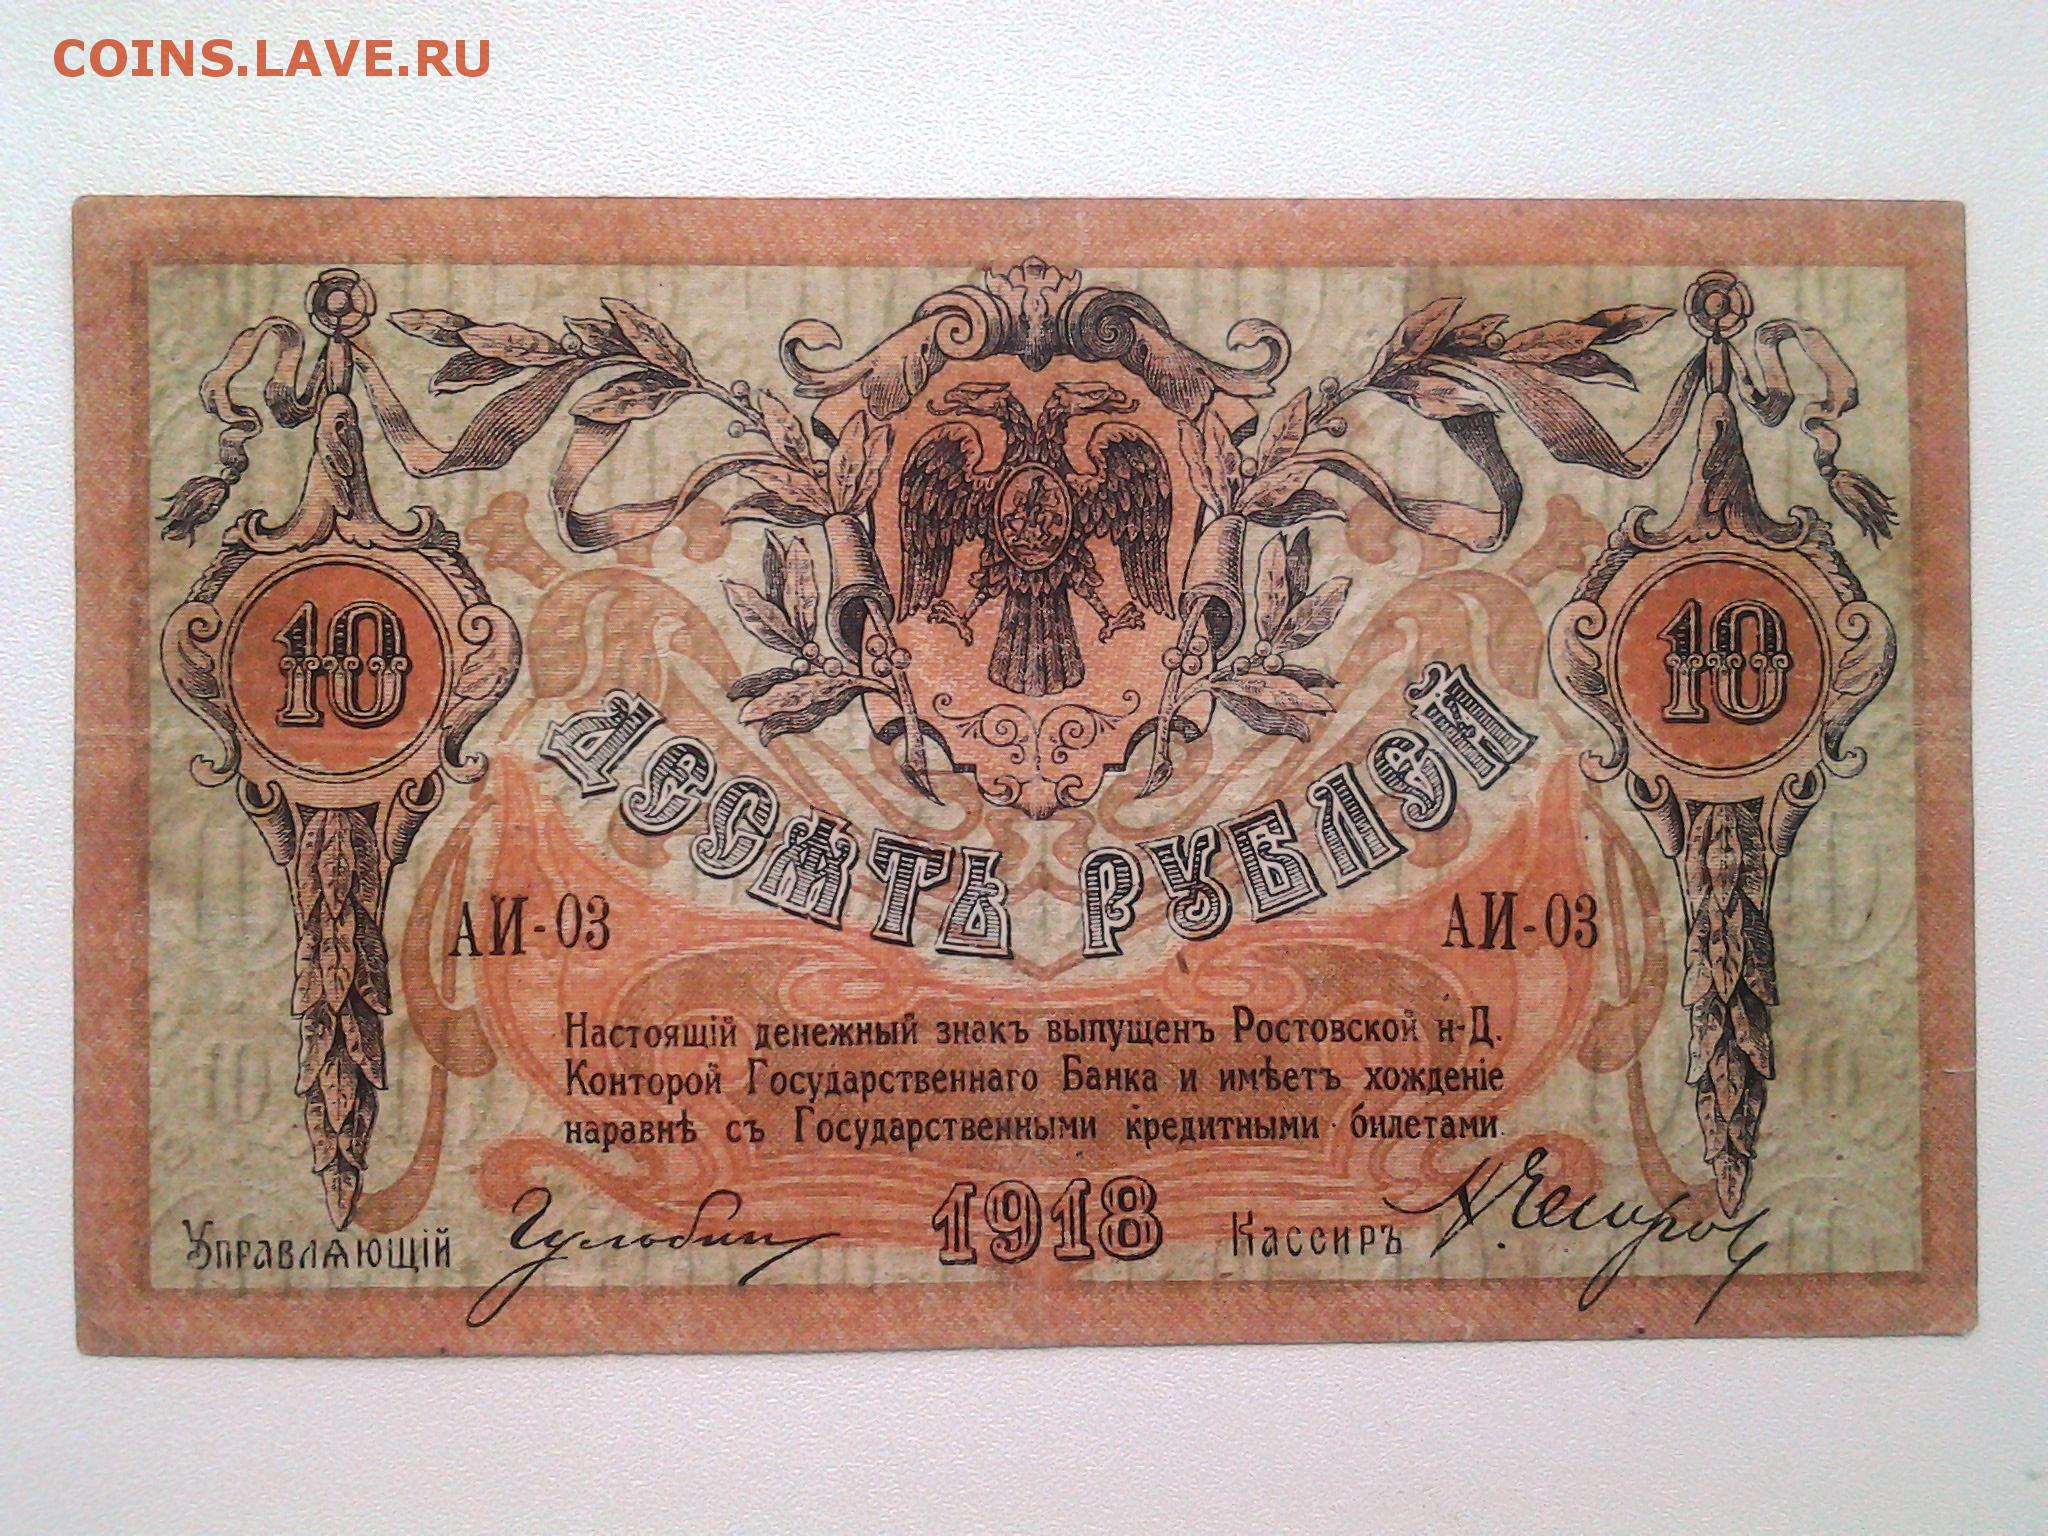 COINS.LAVE.RU
10 10
ДЕСЯТЬ РУБЛЕЙ
АИ-03 АИ-03
Настоящій денежный знакъ выпущенъ Ростовской н-Д.
Конторой Государственнаго Банка и имѣетъ хожденіе
наравнѣ съ Государственными кредитными билетами.
Управляющій Гульбин 1918 Кассиръ